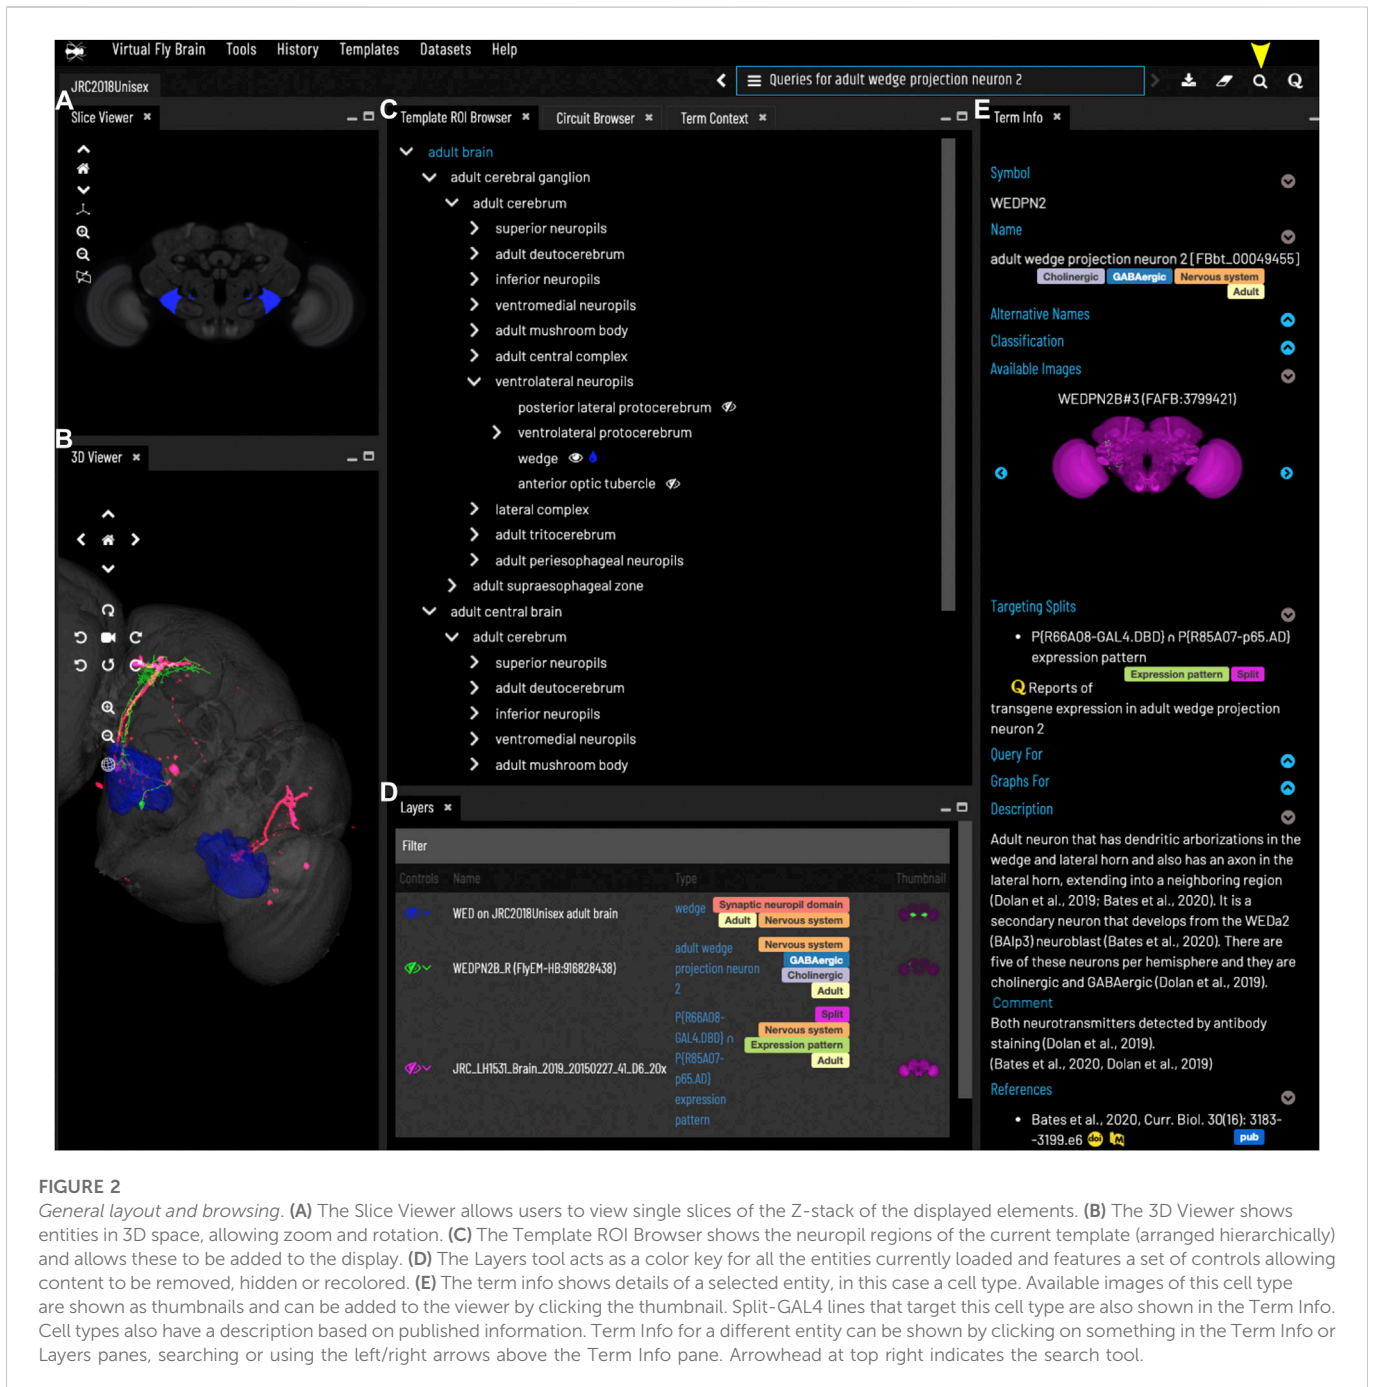 Virtual Fly Brain Tools History Templates Datasets Help
JRC2018Unisex
Queries for adult wedge projection neuron 2
Q
A
Slice Viewer
B
3D Viewer
C
Template ROI Browser Circuit Browser Term Context
adult brain
adult cerebral ganglion
adult cerebrum
superior neuropils
adult deutocerebrum
inferior neuropils
ventromedial neuropils
adult mushroom body
adult central complex
ventrolateral neuropils
posterior lateral protocerebrum
ventrolateral protocerebrum
wedge
anterior optic tubercle
lateral complex
adult tritocerebrum
adult periesophageal neuropils
adult supraesophageal zone
adult central brain
adult cerebrum
superior neuropils
adult deutocerebrum
inferior neuropils
ventromedial neuropils
adult mushroom body
D
Layers
Filter
Controls Name Type Thumbnail
WED on JRC2018Unisex adult brain
wedge
Synaptic neuropil domain
Adult Nervous system
WEDPN2B_R (FlyEM-HB:916828438)
adult wedge
projection neuron
2
Nervous system
GABAergic
Cholinergic
Adult
JRC_LH1531_Brain_2019_20150227_41_D6_20x
P{R66A08-
GAL4.DBD} ∩
P{R85A07-
p65.AD}
expression
pattern
Split
Nervous system
Expression pattern
Adult
E
Term Info
Symbol
WEDPN2
Name
adult wedge projection neuron 2 [FBbt_00049455]
Cholinergic GABAergic Nervous system
Adult
Alternative Names
Classification
Available Images
WEDPN2B#3 (FAFB:3799421)
Targeting Splits
• P{R66A08-GAL4.DBD} ∩ P{R85A07-p65.AD}
expression pattern
Expression pattern Split
Q Reports of
transgene expression in adult wedge projection
neuron 2
Query For
Graphs For
Description
Adult neuron that has dendritic arborizations in the
wedge and lateral horn and also has an axon in the
lateral horn, extending into a neighboring region
(Dolan et al., 2019; Bates et al., 2020). It is a
secondary neuron that develops from the WEDa2
(BAlp3) neuroblast (Bates et al., 2020). There are
five of these neurons per hemisphere and they are
cholinergic and GABAergic (Dolan et al., 2019).
Comment
Both neurotransmitters detected by antibody
staining (Dolan et al., 2019).
(Bates et al., 2020, Dolan et al., 2019)
References
• Bates et al., 2020, Curr. Biol. 30(16): 3183-
-3199.e6 doi pub
FIGURE 2
General layout and browsing. (A) The Slice Viewer allows users to view single slices of the Z-stack of the displayed elements. (B) The 3D Viewer shows
entities in 3D space, allowing zoom and rotation. (C) The Template ROI Browser shows the neuropil regions of the current template (arranged hierarchically)
and allows these to be added to the display. (D) The Layers tool acts as a color key for all the entities currently loaded and features a set of controls allowing
content to be removed, hidden or recolored. (E) The term info shows details of a selected entity, in this case a cell type. Available images of this cell type
are shown as thumbnails and can be added to the viewer by clicking the thumbnail. Split-GAL4 lines that target this cell type are also shown in the Term Info.
Cell types also have a description based on published information. Term Info for a different entity can be shown by clicking on something in the Term Info or
Layers panes, searching or using the left/right arrows above the Term Info pane. Arrowhead at top right indicates the search tool.